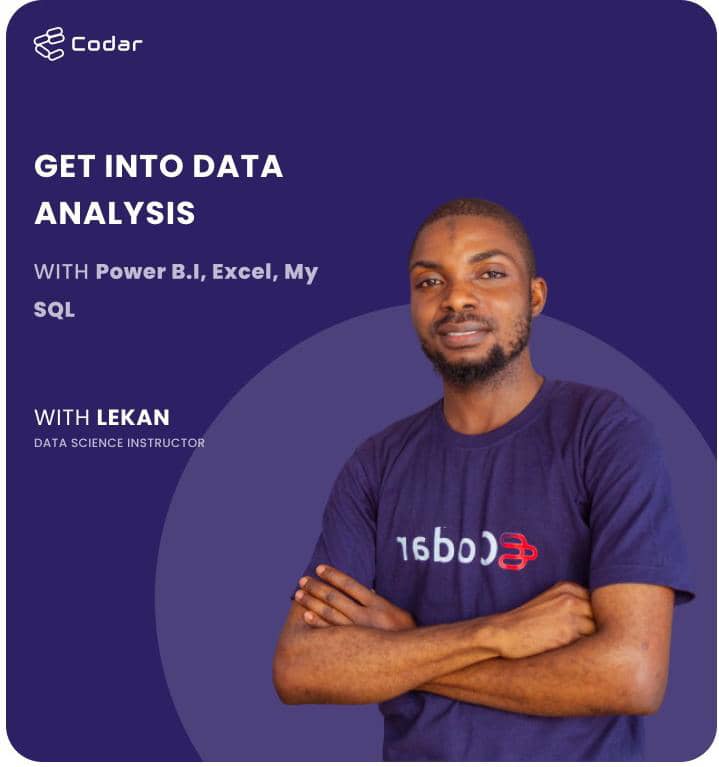 Codar
GET INTO DATA
ANALYSIS
WITH Power B.I, Excel, My
SQL
WITH LEKAN
DATA SCIENCE INSTRUCTOR
Codar